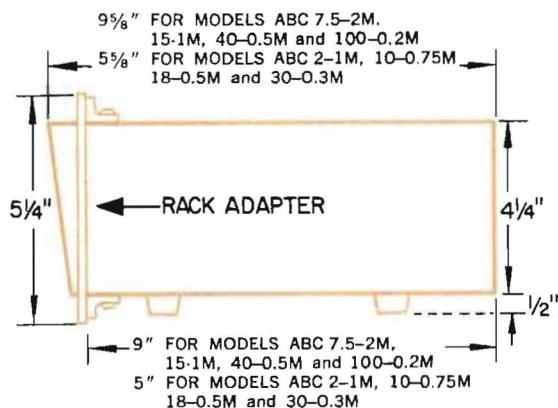 9⅝" FOR MODELS ABC 7.5–2M.
15-1M, 40–0.5M and 100–0.2M
5⅝" FOR MODELS ABC 2–1M, 10–0.75M
18–0.5M and 30–0.3M
5¼"
RACK ADAPTER
4¼"
½"
9" FOR MODELS ABC 7.5–2M,
15-1M, 40–0.5M and 100–0.2M
5" FOR MODELS ABC 2–1M, 10–0.75M
18–0.5M and 30–0.3M